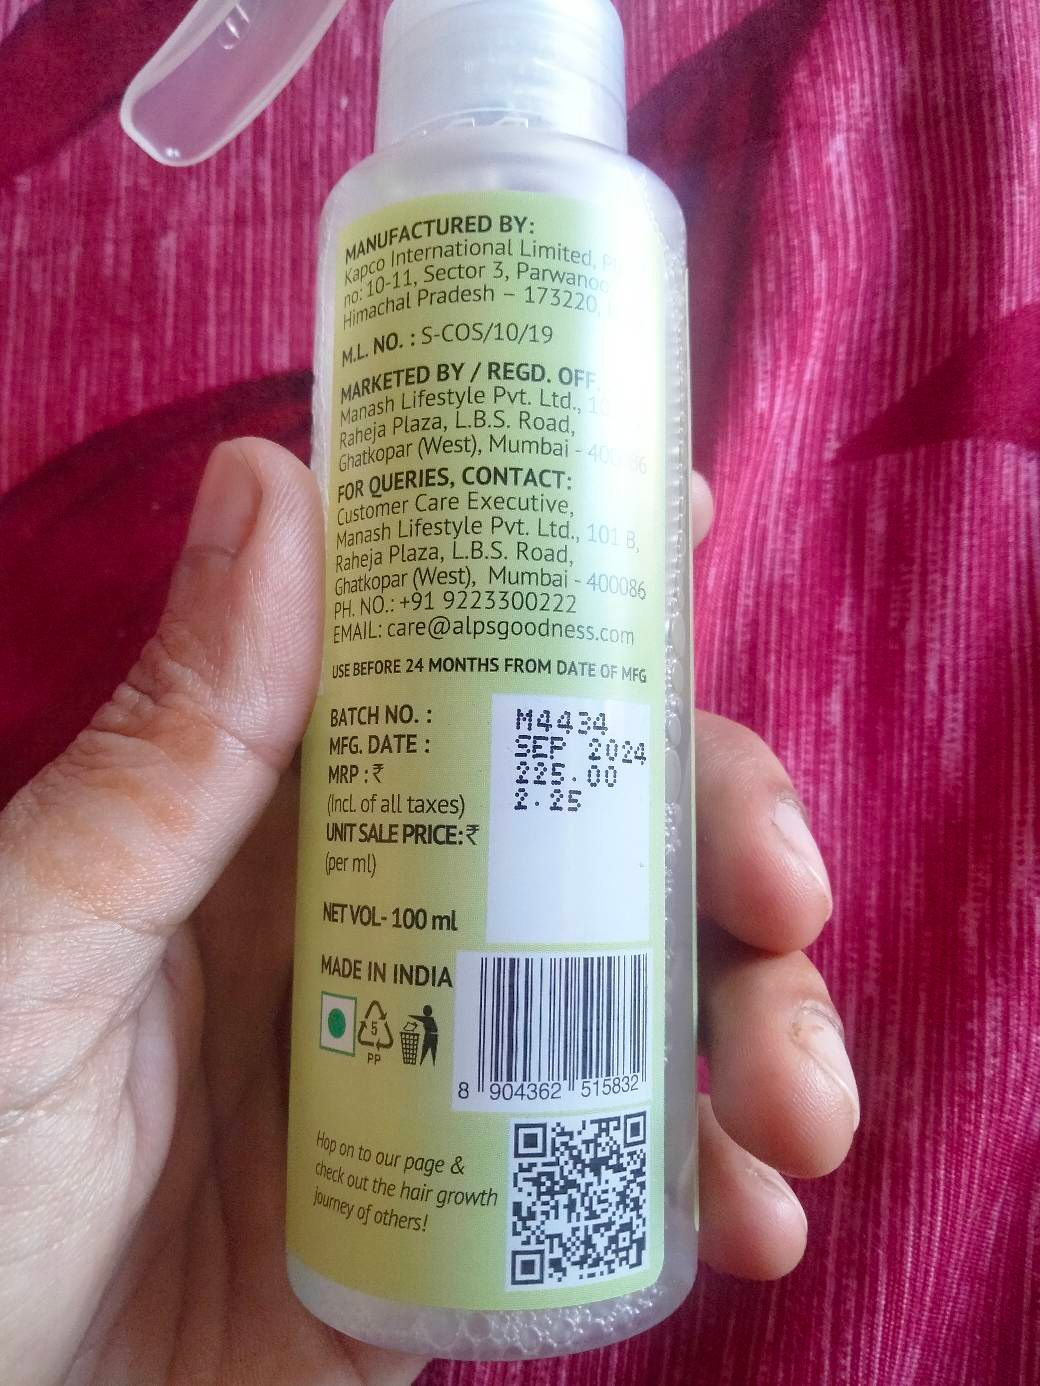 MANUFACTURED BY:
Kapco International Limited,
no: 10-11, Sector 3, Parwanoo
Himachal Pradesh – 173220,
M.L. NO. : S-COS/10/19
MARKETED BY / REGD. OFF.
Manash Lifestyle Pvt. Ltd.,
Raheja Plaza, L.B.S. Road,
Ghatkopar (West), Mumbai - 400086
FOR QUERIES, CONTACT:
Customer Care Executive,
Manash Lifestyle Pvt. Ltd., 101 B,
Raheja Plaza, L.B.S. Road,
Ghatkopar (West), Mumbai - 400086
PH. NO.: +91 9223300222
EMAIL: care@alpsgoodness.com
USE BEFORE 24 MONTHS FROM DATE OF MFG
BATCH NO. : M4434
MFG. DATE : SEP 2024
MRP : ₹ 225.00
(Incl. of all taxes) 2.25
UNIT SALE PRICE: ₹
(per ml)
NET VOL- 100 ml
MADE IN INDIA
5
PP
8 904362 515832
Hop on to our page &
check out the hair growth
journey of others!